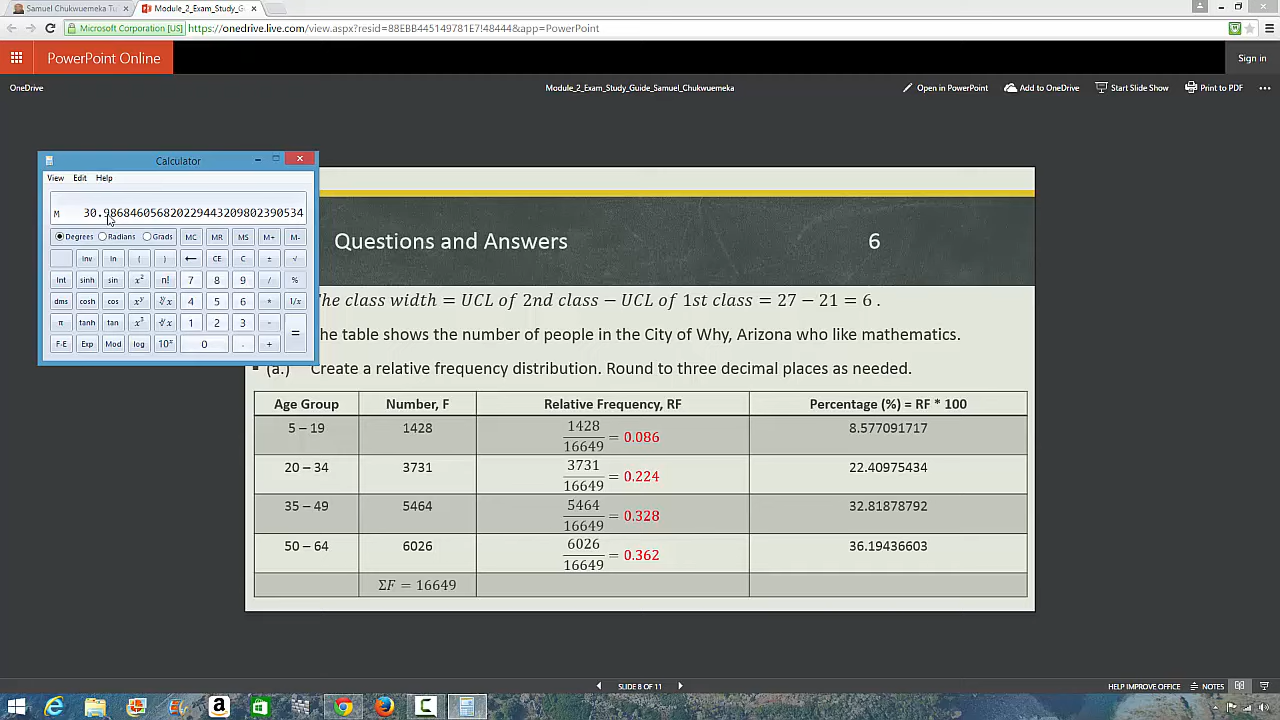 Samuel Chukwuemeka Tu
Module_2_Exam_Study_G
Microsoft Corporation [US]
https://onedrive.live.com/view.aspx?resid=88EBB445149781E7!48444&app=PowerPoint
PowerPoint Online
Sign in
OneDrive
Module_2_Exam_Study_Guide_Samuel_Chukwuemeka
Open in PowerPoint
Add to OneDrive
Start Slide Show
Print to PDF
Calculator
View Edit Help
M 30.986846056820229443209802390534
Degrees Radians Grads MC MR MS M+ M-
Inv ln ( ) ← CE C ± √
Int sinh sin x² n! 7 8 9 / %
dms cosh cos xʸ ʸ√x 4 5 6 * 1/x
π tanh tan x³ ³√x 1 2 3 - =
F-E Exp Mod log 10ˣ 0 . +
Questions and Answers 6
he class width = UCL of 2nd class − UCL of 1st class = 27 − 21 = 6 .
he table shows the number of people in the City of Why, Arizona who like mathematics.
(a.) Create a relative frequency distribution. Round to three decimal places as needed.
Age Group Number, F Relative Frequency, RF Percentage (%) = RF * 100
5 – 19 1428 1428/16649 = 0.086 8.577091717
20 – 34 3731 3731/16649 = 0.224 22.40975434
35 – 49 5464 5464/16649 = 0.328 32.81878792
50 – 64 6026 6026/16649 = 0.362 36.19436603
ΣF = 16649
SLIDE 8 OF 11
HELP IMPROVE OFFICE
NOTES